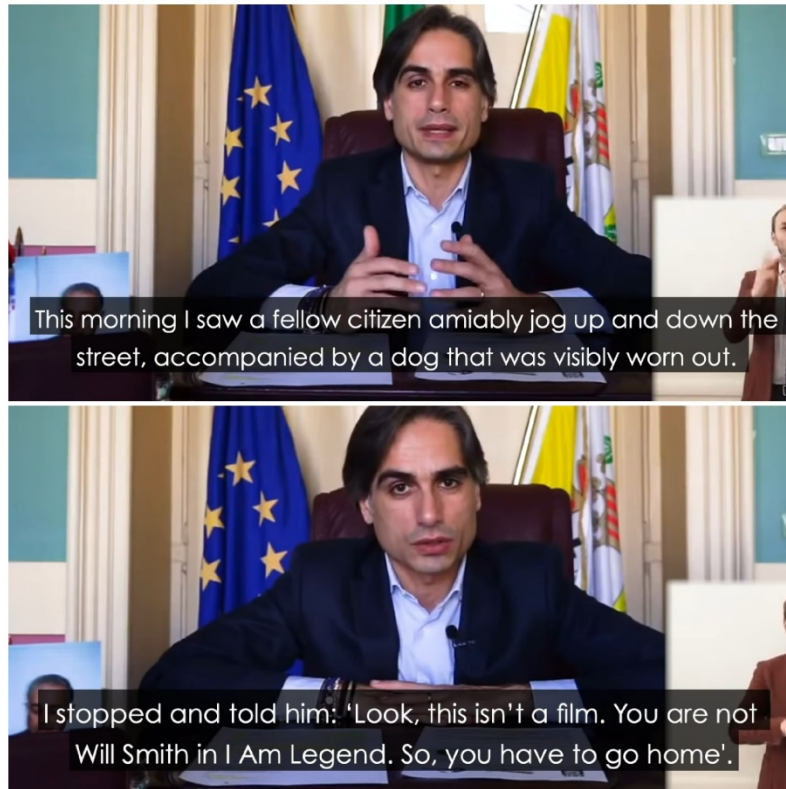 This morning I saw a fellow citizen amiably jog up and down the
street, accompanied by a dog that was visibly worn out.
I stopped and told him: ‘Look, this isn’t a film. You are not
Will Smith in I Am Legend. So, you have to go home'.